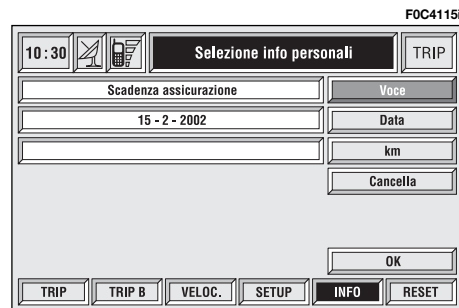 F0C4115i
10:30 Selezione info personali TRIP
Scadenza assicurazione Voce
15 - 2 - 2002 Data
km
Cancella
OK
TRIP TRIP B VELOC. SETUP INFO RESET